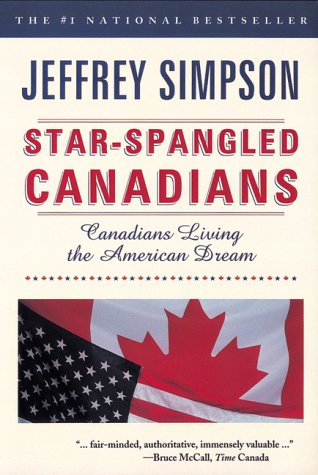 THE #1 NATIONAL BESTSELLER
JEFFREY SIMPSON
STAR-SPANGLED
CANADIANS
Canadians Living
the American Dream
"... fair-minded, authoritative, immensely valuable ..."
—Bruce McCall, Time Canada